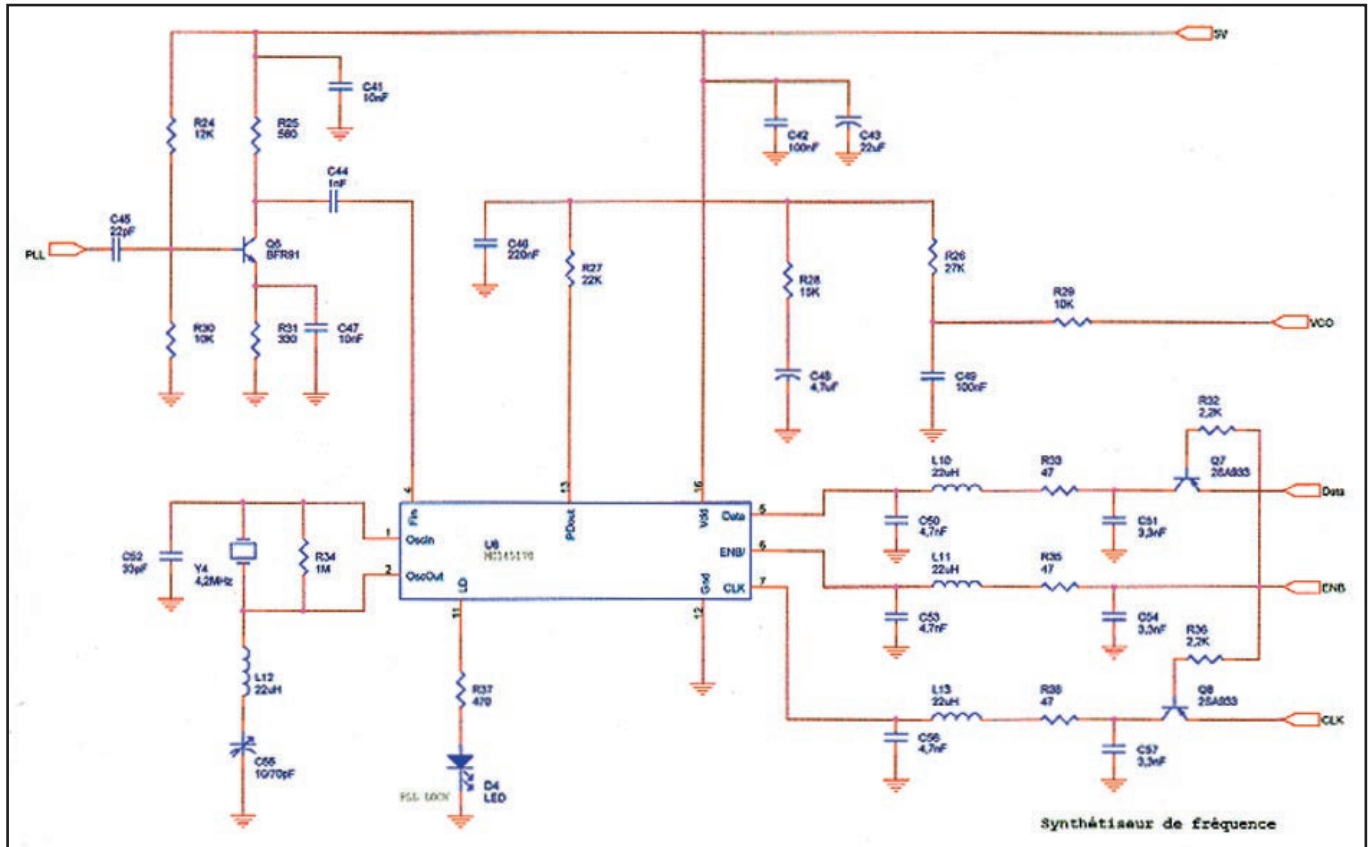 5V
C41
10nF
R24
12K
R25
560
C42
100nF
C43
22uF
C44
1nF
C45
22pF
PLL
Q5
BFR91
C46
220nF
R27
22K
R28
15K
R26
27K
R29
10K
VCO
R30
10K
R31
330
C47
10nF
C48
4,7uF
C49
100nF
R32
2,2K
L10
22uH
R33
47
Q7
2SA933
Data
4
13
16
Fin
PDout
Vdd
Data
5
C50
4,7nF
C51
3,3nF
C52
33pF
Y4
4,2MHz
R34
1M
1
OscIn
2
OscOut
U6
MC145170
ENB/
6
CLK
7
L11
22uH
R35
47
ENB
LD
Gnd
11
12
C53
4,7nF
C54
3,3nF
R36
2,2K
L12
22uH
R37
470
L13
22uH
R38
47
Q8
2SA933
CLK
C55
10/70pF
C56
4,7nF
C57
3,3nF
PLL LOCK
D4
LED
Synthétiseur de fréquence